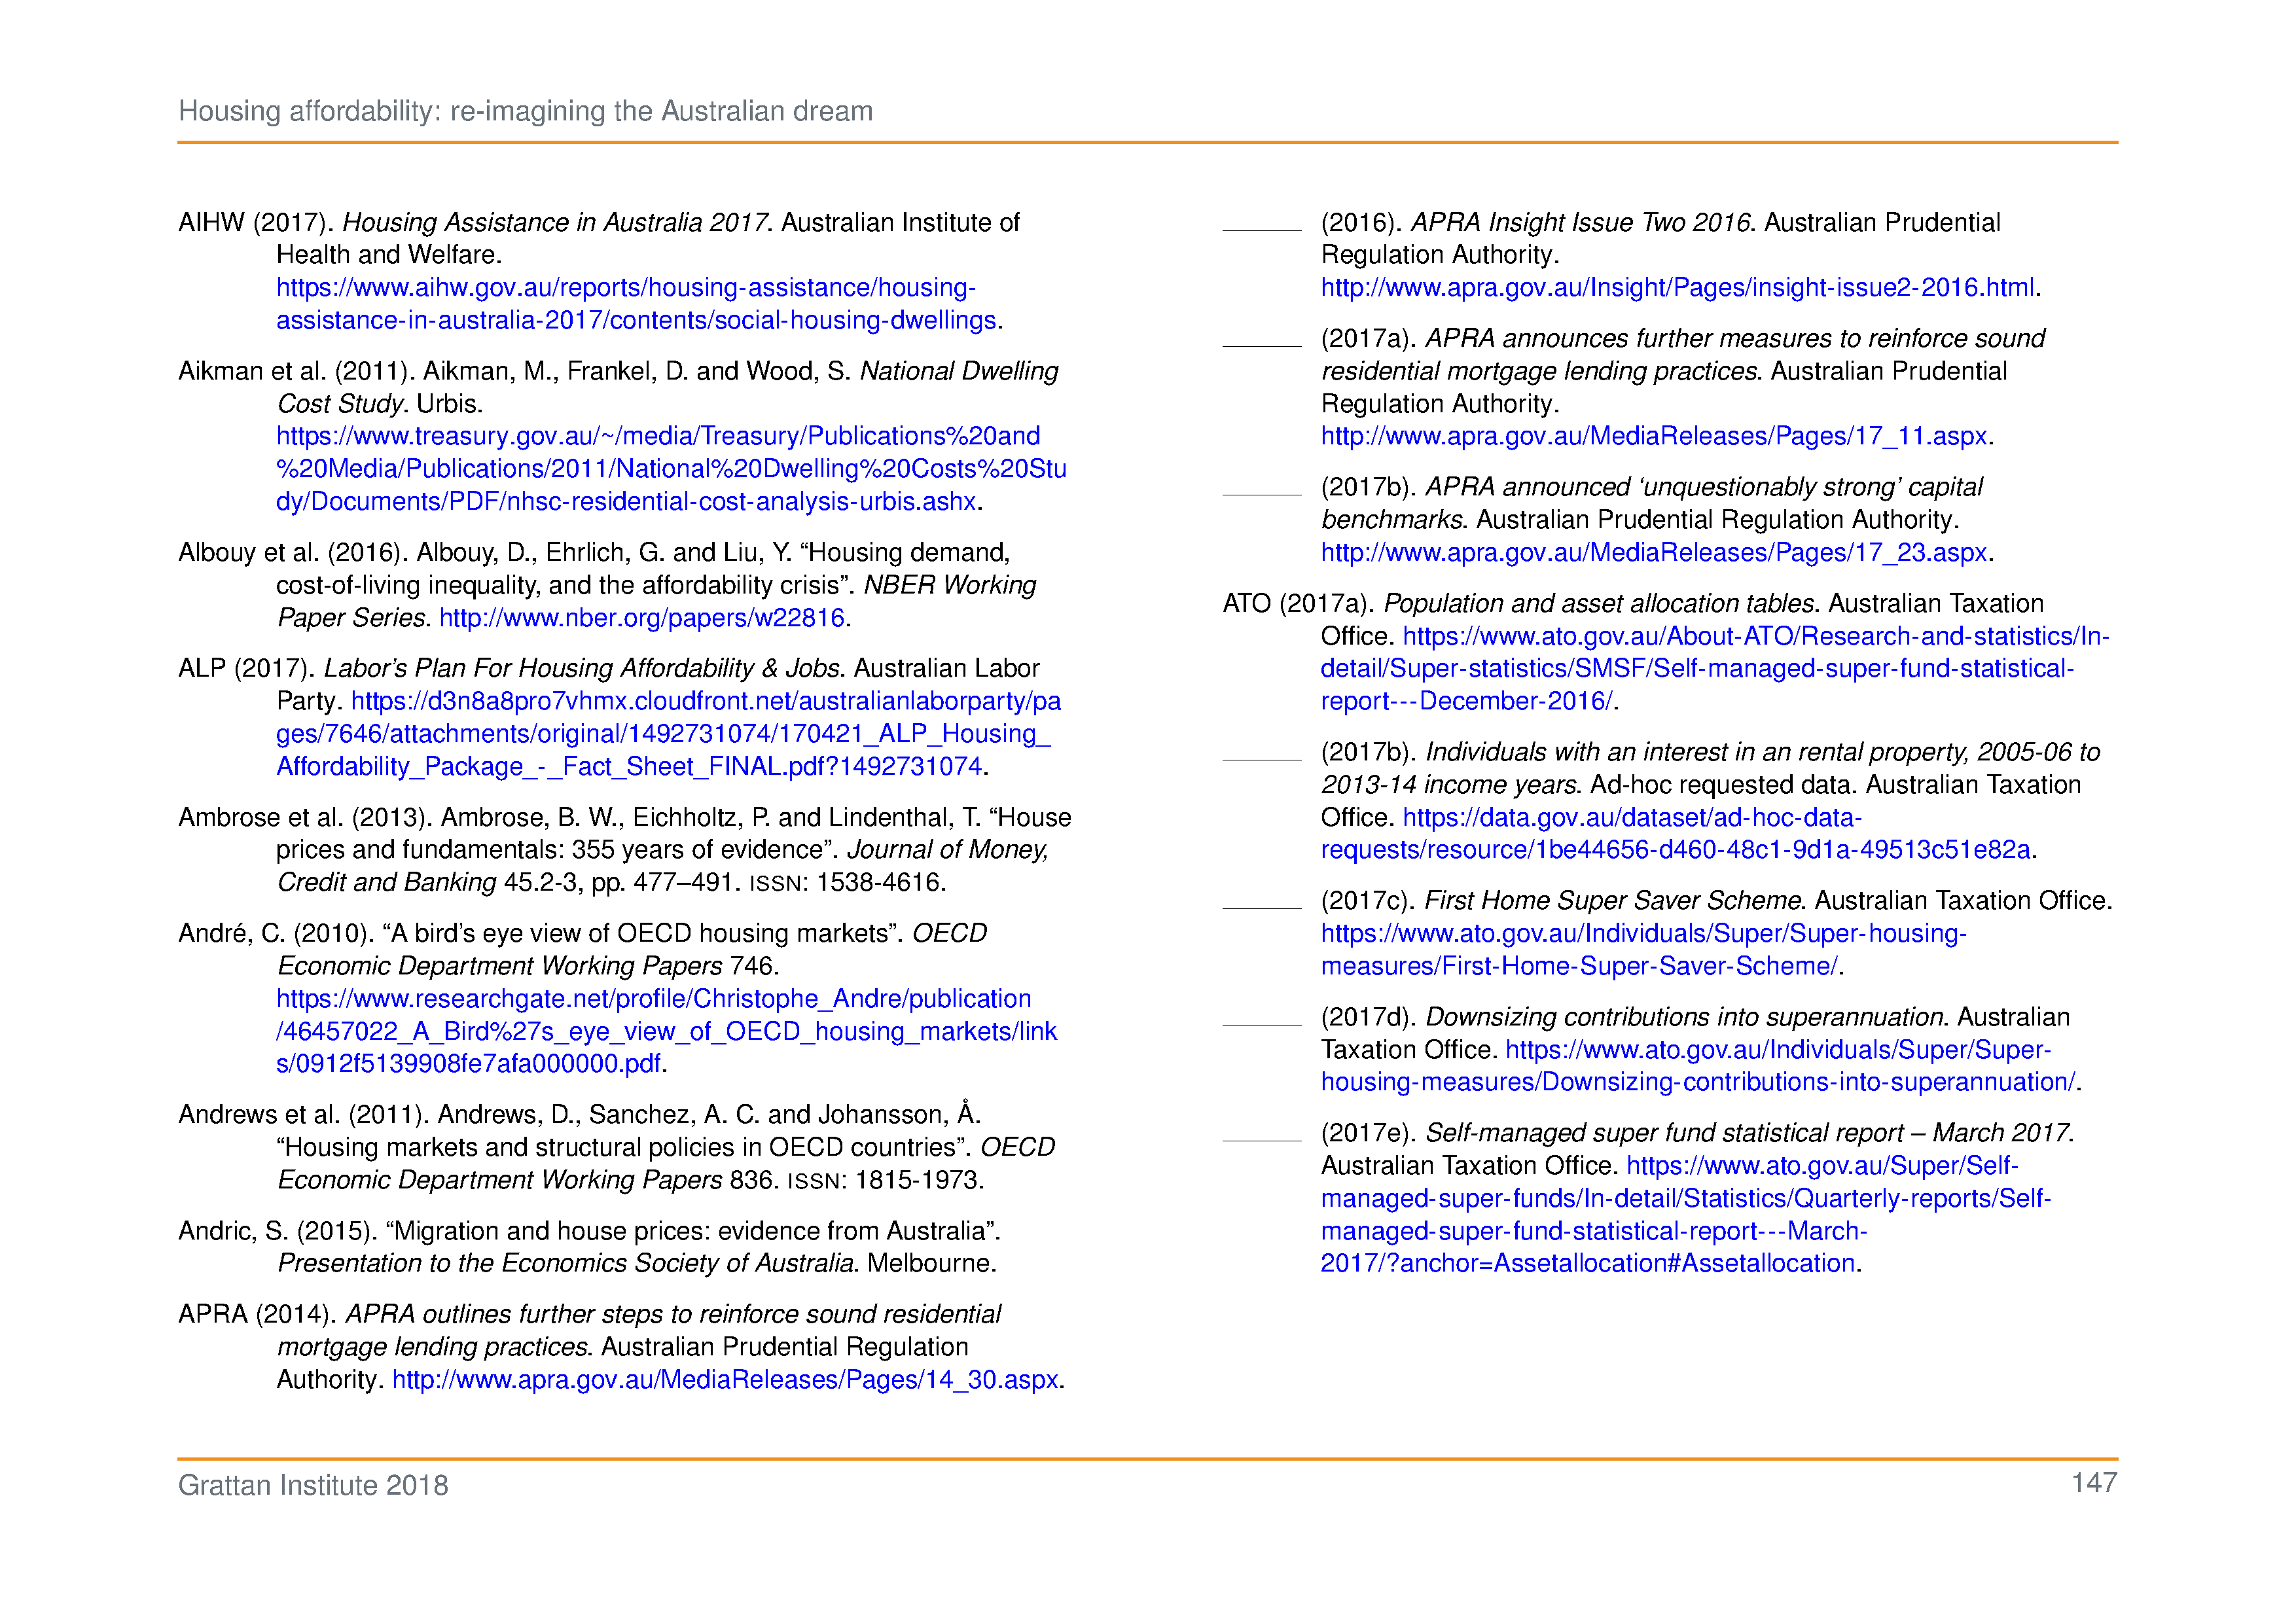 Housing affordability: re-imagining the Australian dream
AIHW (2017). Housing Assistance in Australia 2017. Australian Institute of
Health and Welfare.
https://www.aihw.gov.au/reports/housing-assistance/housing-
assistance-in-australia-2017/contents/social-housing-dwellings.
Aikman et al. (2011). Aikman, M., Frankel, D. and Wood, S. National Dwelling
Cost Study. Urbis.
https://www.treasury.gov.au/~/media/Treasury/Publications%20and
%20Media/Publications/2011/National%20Dwelling%20Costs%20Stu
dy/Documents/PDF/nhsc-residential-cost-analysis-urbis.ashx.
Albouy et al. (2016). Albouy, D., Ehrlich, G. and Liu, Y. “Housing demand,
cost-of-living inequality, and the affordability crisis”. NBER Working
Paper Series. http://www.nber.org/papers/w22816.
ALP (2017). Labor’s Plan For Housing Affordability & Jobs. Australian Labor
Party. https://d3n8a8pro7vhmx.cloudfront.net/australianlaborparty/pa
ges/7646/attachments/original/1492731074/170421_ALP_Housing_
Affordability_Package_-_Fact_Sheet_FINAL.pdf?1492731074.
Ambrose et al. (2013). Ambrose, B. W., Eichholtz, P. and Lindenthal, T. “House
prices and fundamentals: 355 years of evidence”. Journal of Money,
Credit and Banking 45.2-3, pp. 477–491. ISSN: 1538-4616.
André, C. (2010). “A bird’s eye view of OECD housing markets”. OECD
Economic Department Working Papers 746.
https://www.researchgate.net/profile/Christophe_Andre/publication
/46457022_A_Bird%27s_eye_view_of_OECD_housing_markets/link
s/0912f5139908fe7afa000000.pdf.
Andrews et al. (2011). Andrews, D., Sanchez, A. C. and Johansson, Å.
“Housing markets and structural policies in OECD countries”. OECD
Economic Department Working Papers 836. ISSN: 1815-1973.
Andric, S. (2015). “Migration and house prices: evidence from Australia”.
Presentation to the Economics Society of Australia. Melbourne.
APRA (2014). APRA outlines further steps to reinforce sound residential
mortgage lending practices. Australian Prudential Regulation
Authority. http://www.apra.gov.au/MediaReleases/Pages/14_30.aspx.
(2016). APRA Insight Issue Two 2016. Australian Prudential
Regulation Authority.
http://www.apra.gov.au/Insight/Pages/insight-issue2-2016.html.
(2017a). APRA announces further measures to reinforce sound
residential mortgage lending practices. Australian Prudential
Regulation Authority.
http://www.apra.gov.au/MediaReleases/Pages/17_11.aspx.
(2017b). APRA announced ‘unquestionably strong’ capital
benchmarks. Australian Prudential Regulation Authority.
http://www.apra.gov.au/MediaReleases/Pages/17_23.aspx.
ATO (2017a). Population and asset allocation tables. Australian Taxation
Office. https://www.ato.gov.au/About-ATO/Research-and-statistics/In-
detail/Super-statistics/SMSF/Self-managed-super-fund-statistical-
report---December-2016/.
(2017b). Individuals with an interest in an rental property, 2005-06 to
2013-14 income years. Ad-hoc requested data. Australian Taxation
Office. https://data.gov.au/dataset/ad-hoc-data-
requests/resource/1be44656-d460-48c1-9d1a-49513c51e82a.
(2017c). First Home Super Saver Scheme. Australian Taxation Office.
https://www.ato.gov.au/Individuals/Super/Super-housing-
measures/First-Home-Super-Saver-Scheme/.
(2017d). Downsizing contributions into superannuation. Australian
Taxation Office. https://www.ato.gov.au/Individuals/Super/Super-
housing-measures/Downsizing-contributions-into-superannuation/.
(2017e). Self-managed super fund statistical report – March 2017.
Australian Taxation Office. https://www.ato.gov.au/Super/Self-
managed-super-funds/In-detail/Statistics/Quarterly-reports/Self-
managed-super-fund-statistical-report---March-
2017/?anchor=Assetallocation#Assetallocation.
Grattan Institute 2018
147